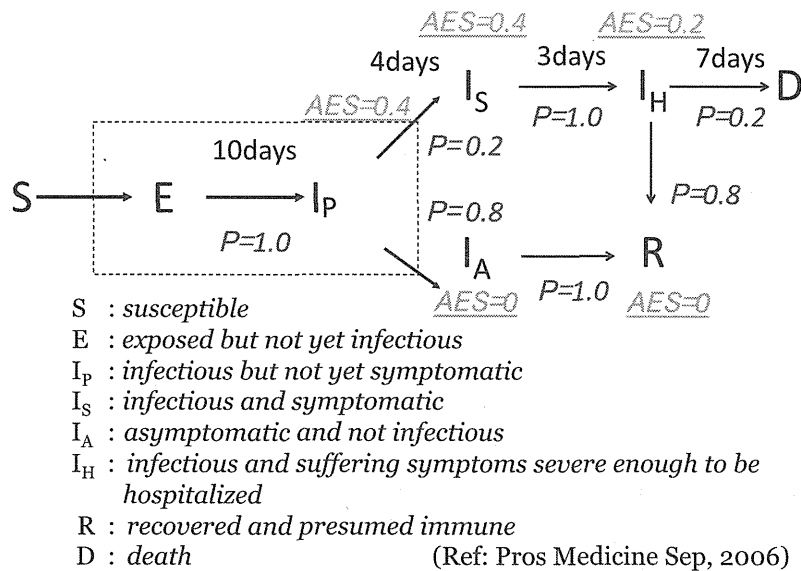 AES=0.4 AES=0.2
4days I_S 3days I_H 7days D
AES=0.4 P=1.0 P=0.2
10days P=0.2
S E I_P P=0.8 P=0.8
P=1.0
I_A R
AES=0 P=1.0 AES=0
S : susceptible
E : exposed but not yet infectious
I_P : infectious but not yet symptomatic
I_S : infectious and symptomatic
I_A : asymptomatic and not infectious
I_H : infectious and suffering symptoms severe enough to be
hospitalized
R : recovered and presumed immune
D : death (Ref: Pros Medicine Sep, 2006)